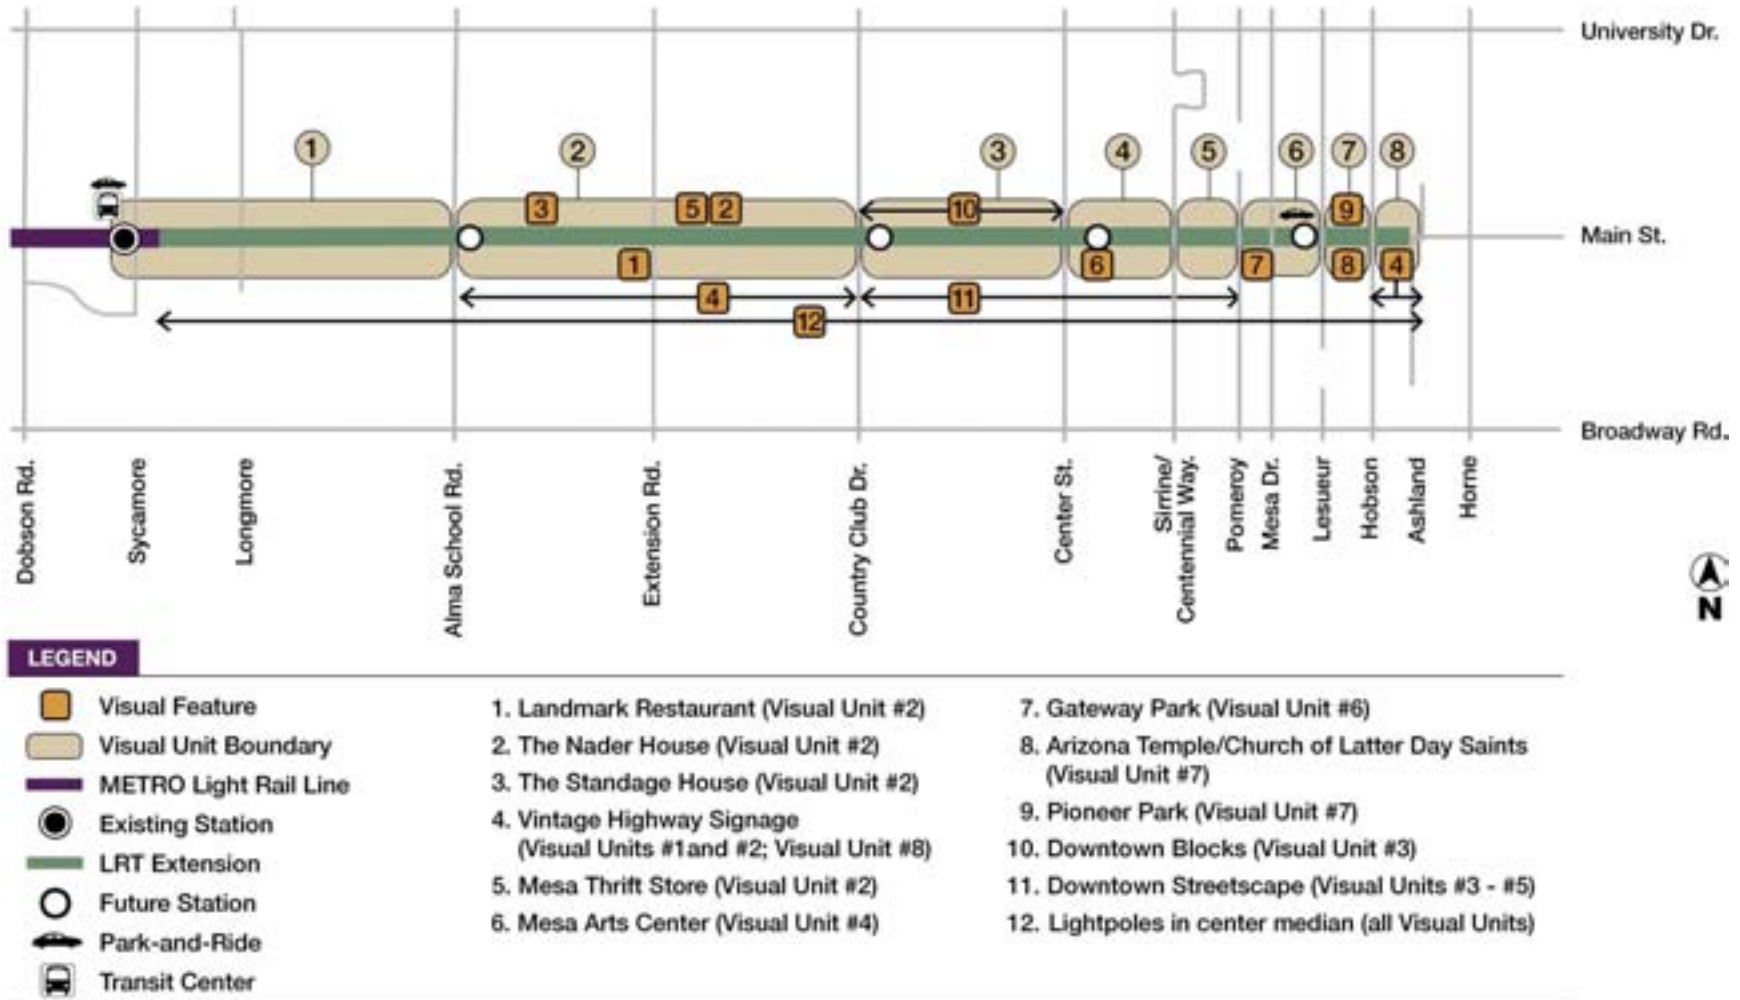 University Dr.
1 2 3 4 5 6 7 8
3 5 2 10 9
Main St.
1 6 7 8 4
4 11
12
Broadway Rd.
Dobson Rd.
Sycamore
Longmore
Alma School Rd.
Extension Rd.
Country Club Dr.
Center St.
Sirrine/
Centennial Way.
Pomeroy
Mesa Dr.
Lesueur
Hobson
Ashland
Horne
N
LEGEND
Visual Feature
Visual Unit Boundary
METRO Light Rail Line
Existing Station
LRT Extension
Future Station
Park-and-Ride
Transit Center
1. Landmark Restaurant (Visual Unit #2)
2. The Nader House (Visual Unit #2)
3. The Standage House (Visual Unit #2)
4. Vintage Highway Signage
(Visual Units #1and #2; Visual Unit #8)
5. Mesa Thrift Store (Visual Unit #2)
6. Mesa Arts Center (Visual Unit #4)
7. Gateway Park (Visual Unit #6)
8. Arizona Temple/Church of Latter Day Saints
(Visual Unit #7)
9. Pioneer Park (Visual Unit #7)
10. Downtown Blocks (Visual Unit #3)
11. Downtown Streetscape (Visual Units #3 - #5)
12. Lightpoles in center median (all Visual Units)